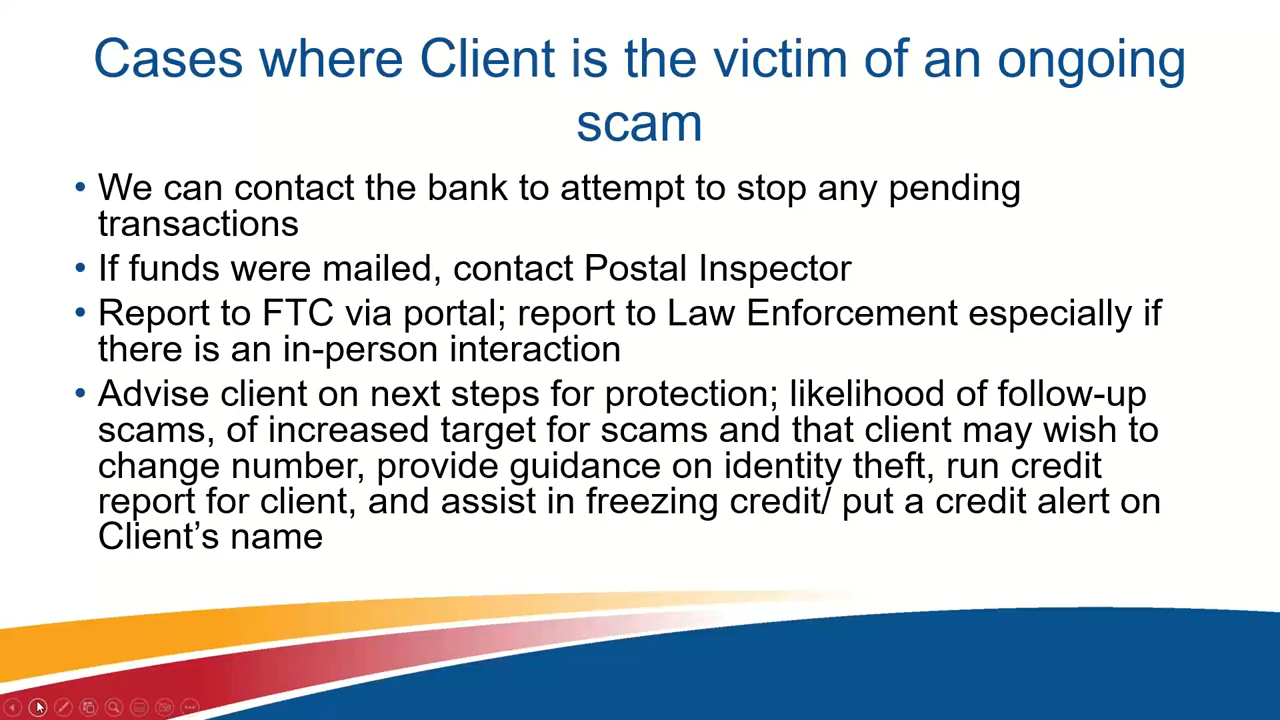 Cases where Client is the victim of an ongoing
scam
• We can contact the bank to attempt to stop any pending
transactions
• If funds were mailed, contact Postal Inspector
• Report to FTC via portal; report to Law Enforcement especially if
there is an in-person interaction
• Advise client on next steps for protection; likelihood of follow-up
scams, of increased target for scams and that client may wish to
change number, provide guidance on identity theft, run credit
report for client, and assist in freezing credit/ put a credit alert on
Client’s name